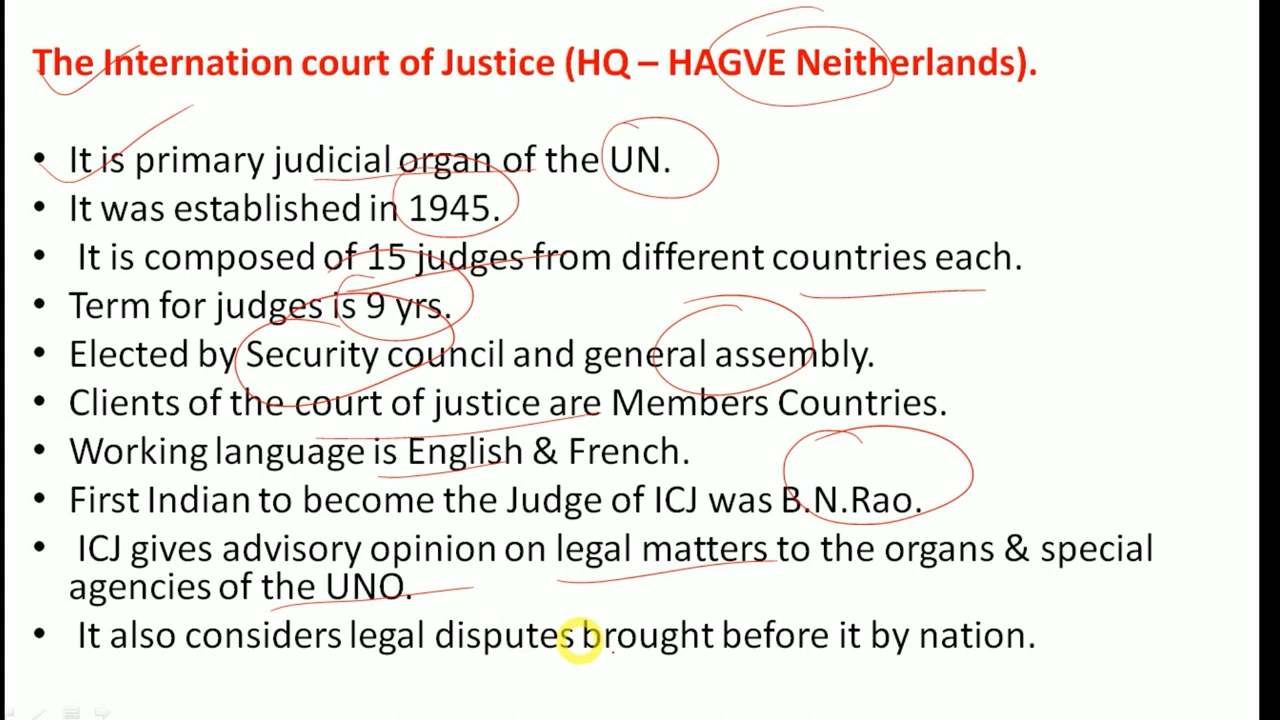 The Internation court of Justice (HQ – HAGVE Neitherlands).
• It is primary judicial organ of the UN.
• It was established in 1945.
• It is composed of 15 judges from different countries each.
• Term for judges is 9 yrs.
• Elected by Security council and general assembly.
• Clients of the court of justice are Members Countries.
• Working language is English & French.
• First Indian to become the Judge of ICJ was B.N.Rao.
• ICJ gives advisory opinion on legal matters to the organs & special
agencies of the UNO.
• It also considers legal disputes brought before it by nation.